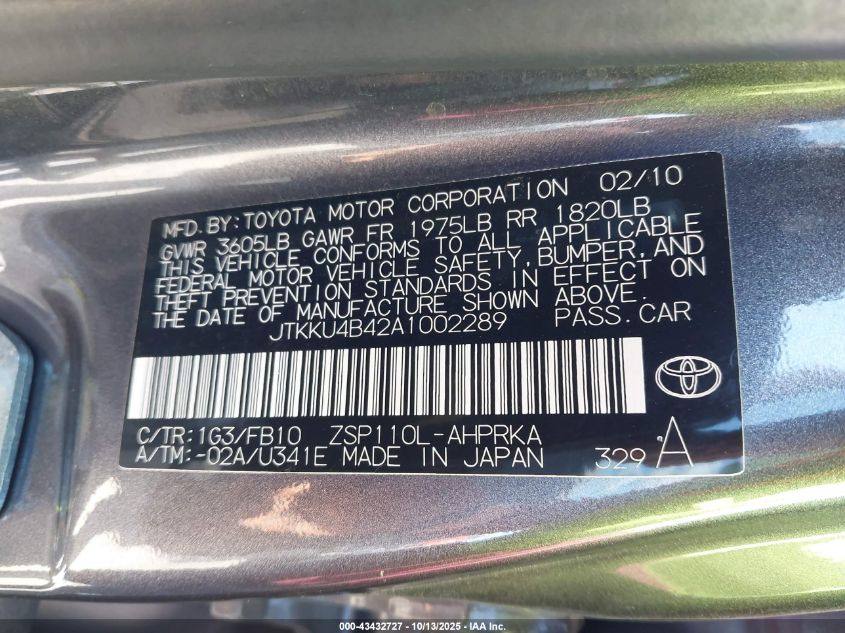 MFD. BY: TOYOTA MOTOR CORPORATION 02/10
GVWR 3605LB GAWR FR 1975LB RR 1820LB
THIS VEHICLE CONFORMS TO ALL APPLICABLE
FEDERAL MOTOR VEHICLE SAFETY, BUMPER, AND
THEFT PREVENTION STANDARDS IN EFFECT ON
THE DATE OF MANUFACTURE SHOWN ABOVE.
JTKKU4B42A1002289 PASS. CAR
C/TR: 1G3/FB10 ZSP110L-AHPRKA
A/TM: -02A/U341E MADE IN JAPAN 329 A
000-43432727 - 10/13/2025 - © Copyright 2025 - IAA Inc.